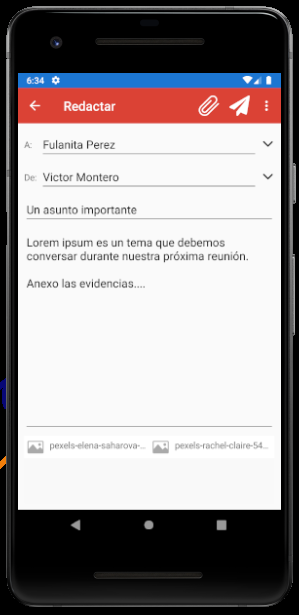 6:34
Redactar
A: Fulanita Perez
De: Victor Montero
Un asunto importante
Lorem ipsum es un tema que debemos
conversar durante nuestra próxima reunión.
Anexo las evidencias....
pexels-elena-saharova-... pexels-rachel-claire-54...